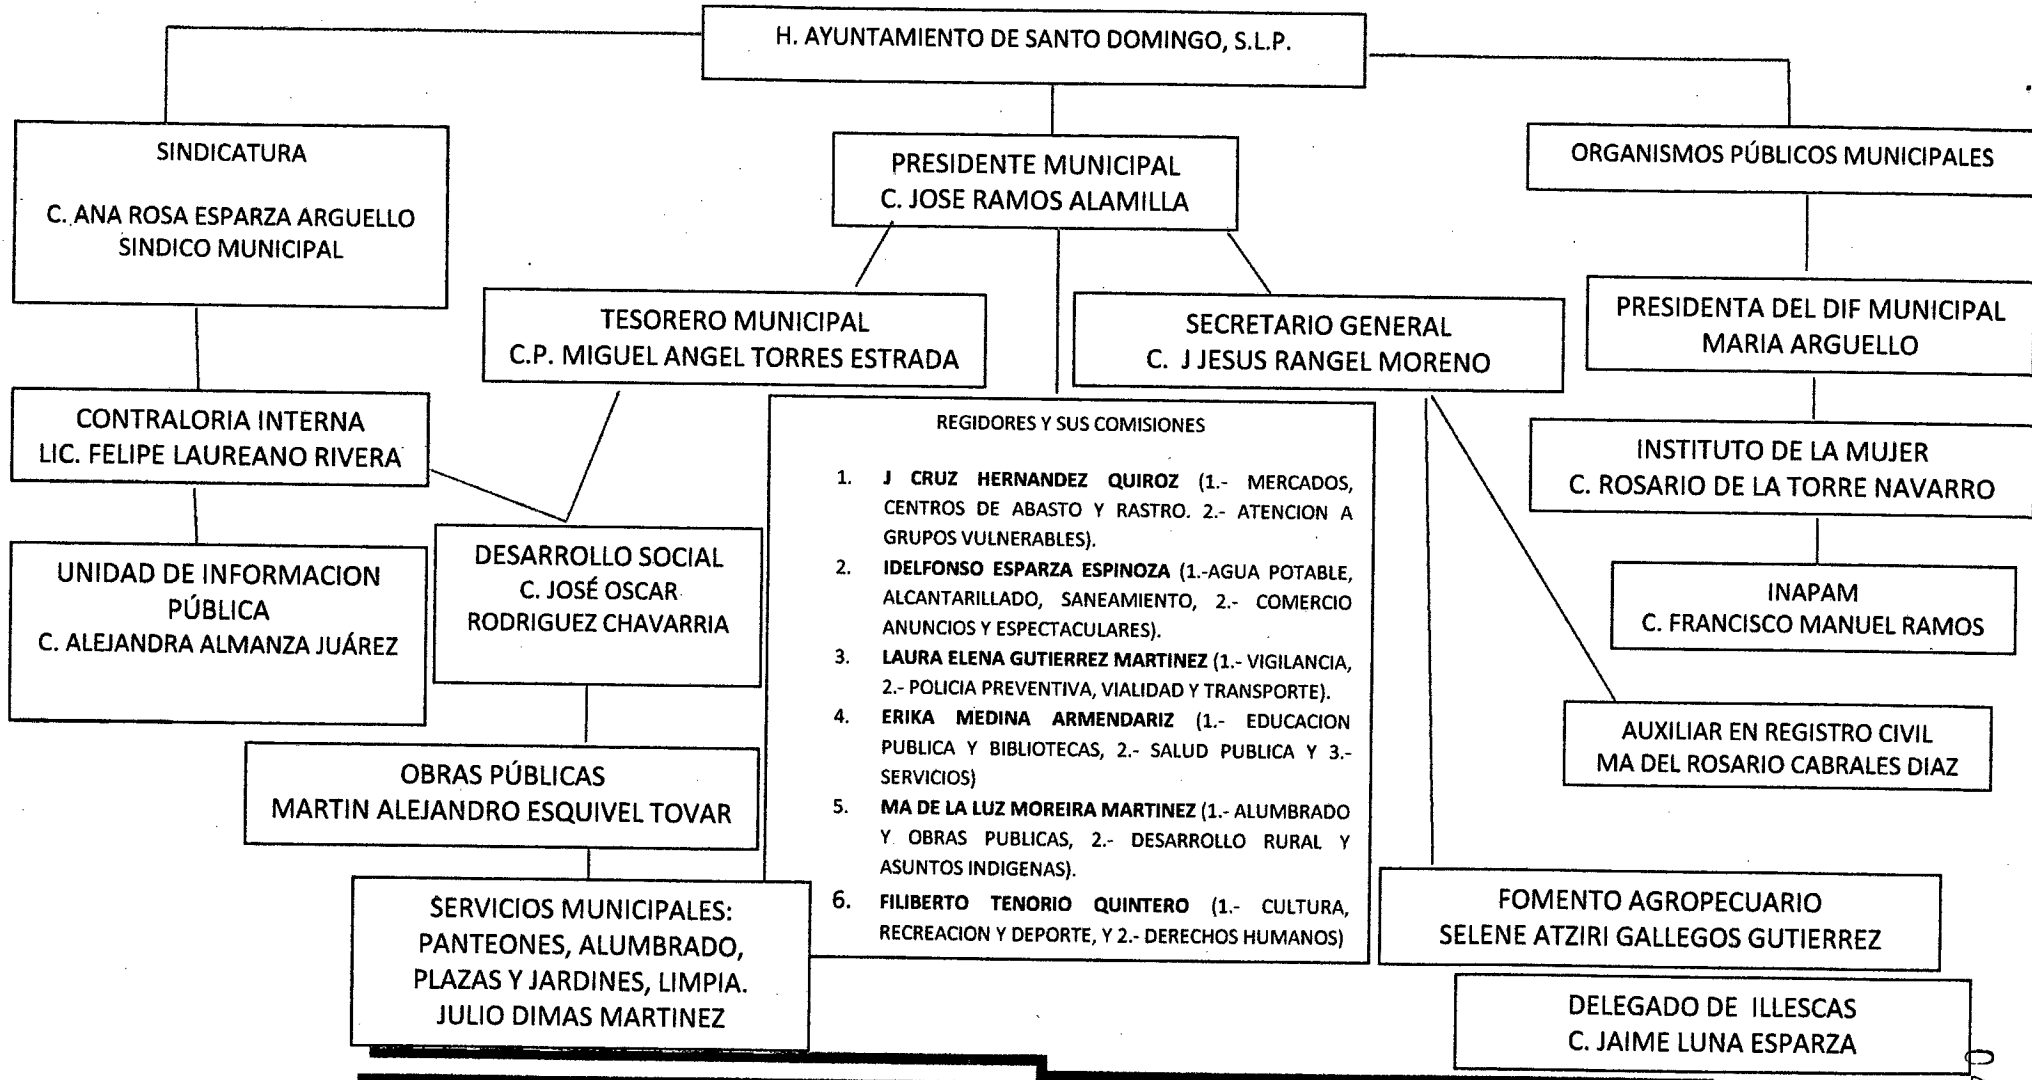 H. AYUNTAMIENTO DE SANTO DOMINGO, S.L.P.
SINDICATURA
C. ANA ROSA ESPARZA ARGUELLO
SINDICO MUNICIPAL
PRESIDENTE MUNICIPAL
C. JOSE RAMOS ALAMILLA
ORGANISMOS PÚBLICOS MUNICIPALES
TESORERO MUNICIPAL
C.P. MIGUEL ANGEL TORRES ESTRADA
SECRETARIO GENERAL
C. J JESUS RANGEL MORENO
PRESIDENTA DEL DIF MUNICIPAL
MARIA ARGUELLO
CONTRALORIA INTERNA
LIC. FELIPE LAUREANO RIVERA
INSTITUTO DE LA MUJER
C. ROSARIO DE LA TORRE NAVARRO
UNIDAD DE INFORMACION
PÚBLICA
C. ALEJANDRA ALMANZA JUÁREZ
DESARROLLO SOCIAL
C. JOSÉ OSCAR
RODRIGUEZ CHAVARRIA
REGIDORES Y SUS COMISIONES
1. J CRUZ HERNANDEZ QUIROZ (1.- MERCADOS,
CENTROS DE ABASTO Y RASTRO. 2.- ATENCION A
GRUPOS VULNERABLES).
2. IDELFONSO ESPARZA ESPINOZA (1.-AGUA POTABLE,
ALCANTARILLADO, SANEAMIENTO, 2.- COMERCIO
ANUNCIOS Y ESPECTACULARES).
3. LAURA ELENA GUTIERREZ MARTINEZ (1.- VIGILANCIA,
2.- POLICIA PREVENTIVA, VIALIDAD Y TRANSPORTE).
4. ERIKA MEDINA ARMENDARIZ (1.- EDUCACION
PUBLICA Y BIBLIOTECAS, 2.- SALUD PUBLICA Y 3.-
SERVICIOS)
5. MA DE LA LUZ MOREIRA MARTINEZ (1.- ALUMBRADO
Y OBRAS PUBLICAS, 2.- DESARROLLO RURAL Y
ASUNTOS INDIGENAS).
6. FILIBERTO TENORIO QUINTERO (1.- CULTURA,
RECREACION Y DEPORTE, Y 2.- DERECHOS HUMANOS)
INAPAM
C. FRANCISCO MANUEL RAMOS
AUXILIAR EN REGISTRO CIVIL
MA DEL ROSARIO CABRALES DIAZ
OBRAS PÚBLICAS
MARTIN ALEJANDRO ESQUIVEL TOVAR
SERVICIOS MUNICIPALES:
PANTEONES, ALUMBRADO,
PLAZAS Y JARDINES, LIMPIA.
JULIO DIMAS MARTINEZ
FOMENTO AGROPECUARIO
SELENE ATZIRI GALLEGOS GUTIERREZ
DELEGADO DE ILLESCAS
C. JAIME LUNA ESPARZA